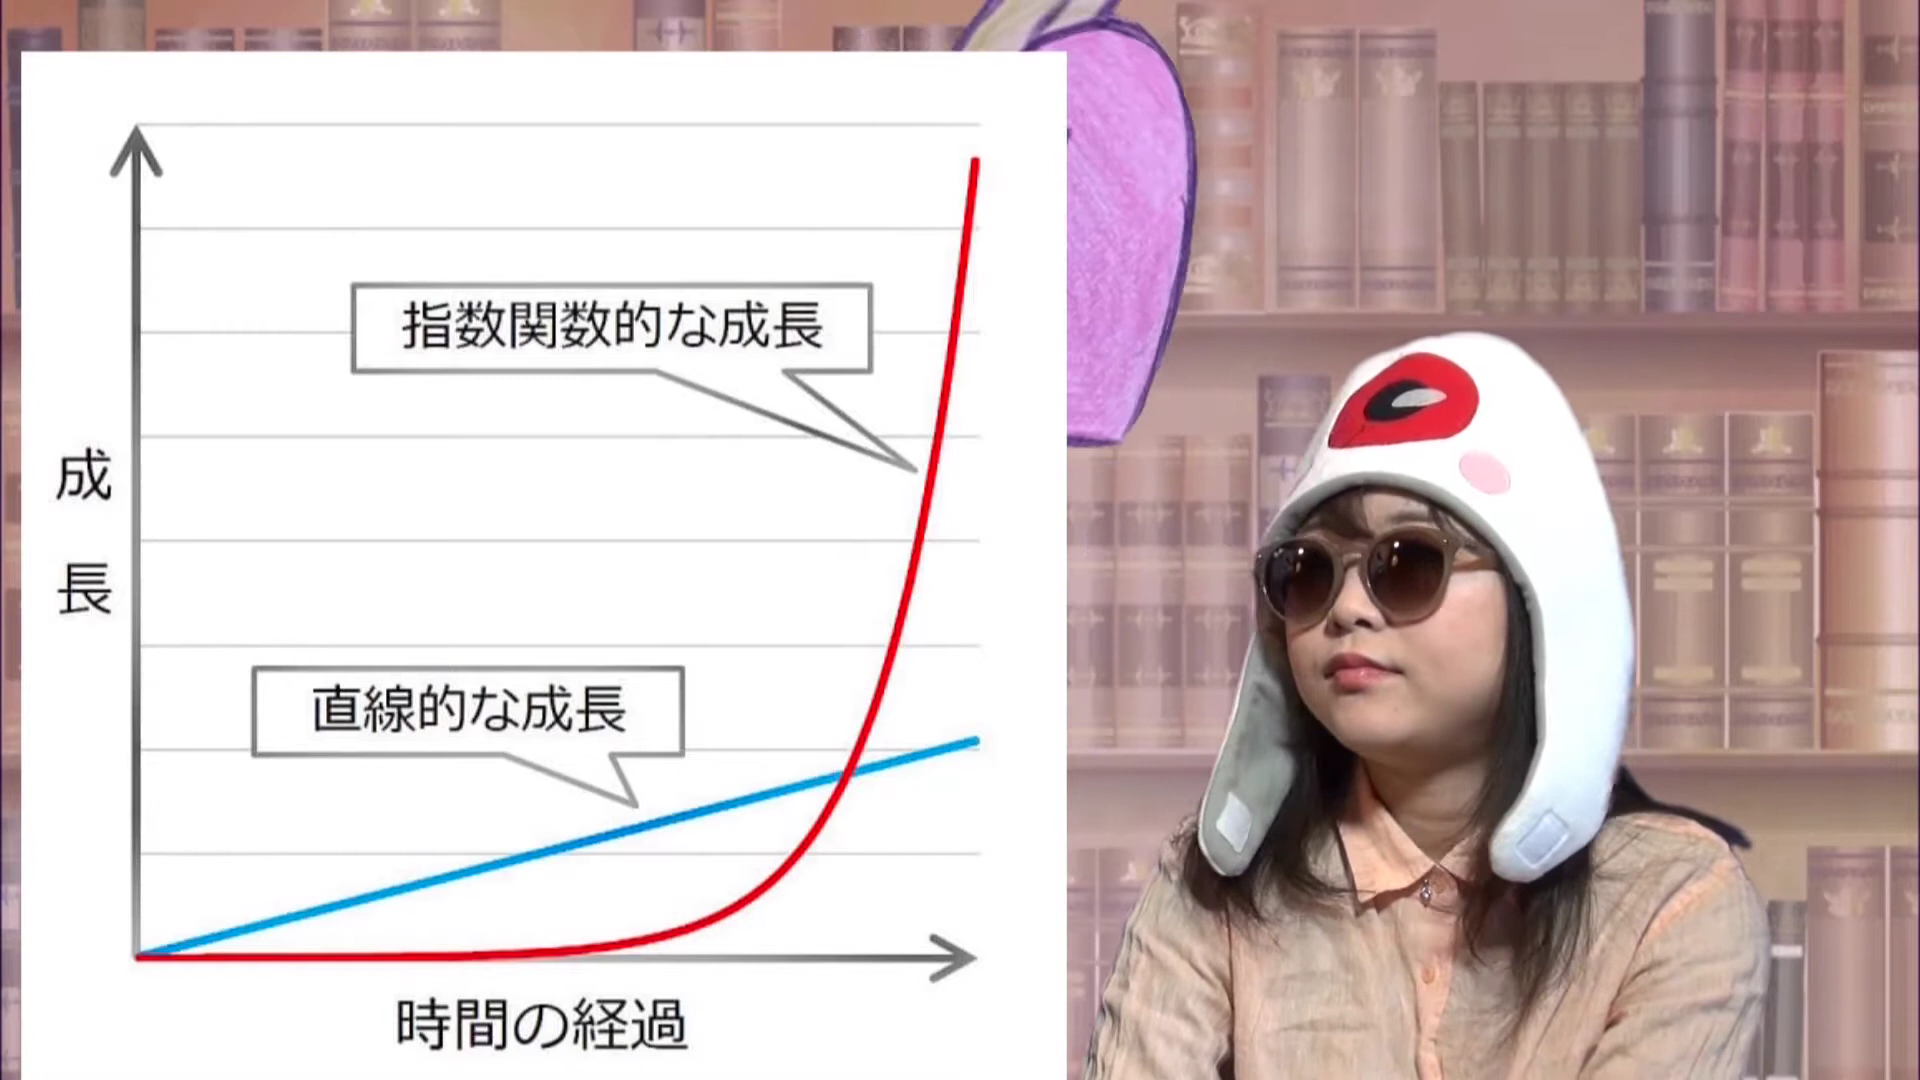 指数関数的な成長
成長
直線的な成長
時間の経過